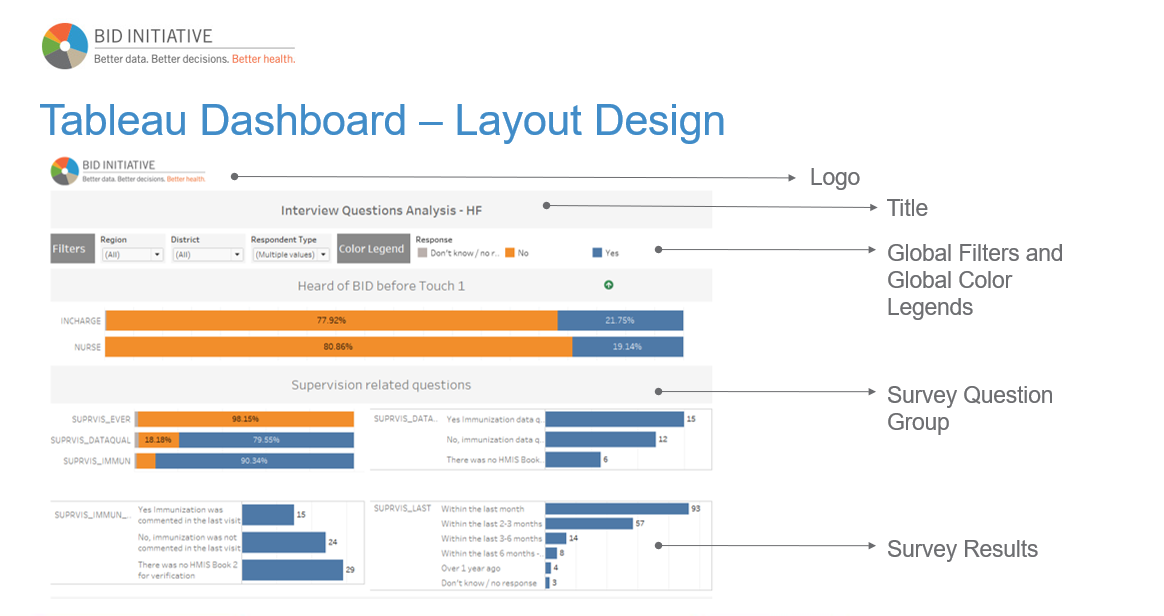 BID INITIATIVE
Better data. Better decisions. Better health.
Tableau Dashboard – Layout Design
BID INITIATIVE
Better data. Better decisions. Better health.
Logo
Interview Questions Analysis - HF
Title
Filters
Region
(All)
District
(All)
Respondent Type
(Multiple values)
Color Legend
Response
Don't know / no r...
No
Yes
Global Filters and
Global Color
Legends
Heard of BID before Touch 1
INCHARGE 77.92% 21.75%
NURSE 80.86% 19.14%
Supervision related questions
Survey Question
Group
SUPRVIS_EVER 98.15%
SUPRVIS_DATAQUAL 18.18% 79.55%
SUPRVIS_IMMUN 90.34%
SUPRVIS_DATA.. Yes Immunization data q.. 15
No, immunization data q.. 12
There was no HMIS Book.. 6
SUPRVIS_IMMUN_...
Yes Immunization was
commented in the last visit 15
No, immunization was not
commented in the last visit 24
There was no HMIS Book 2
for verification 29
SUPRVIS_LAST Within the last month 93
Within the last 2-3 months 57
Within the last 3-6 months 14
Within the last 6 months -.. 8
Over 1 year ago 4
Don't know / no response 3
Survey Results